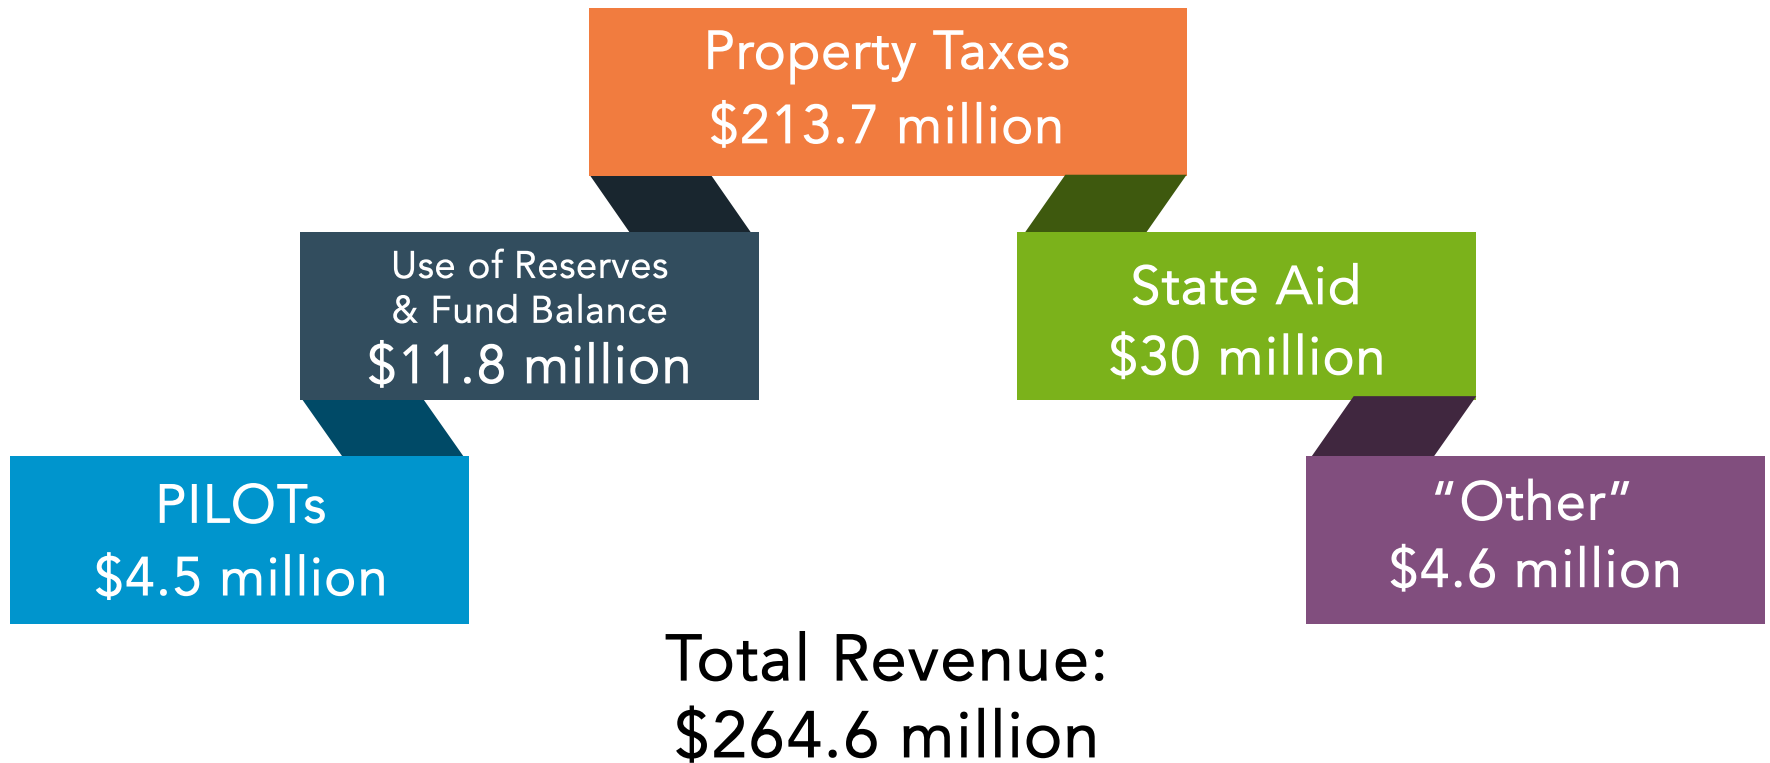 Property Taxes
$213.7 million
Use of Reserves
& Fund Balance
$11.8 million
State Aid
$30 million
PILOTs
$4.5 million
“Other”
$4.6 million
Total Revenue:
$264.6 million